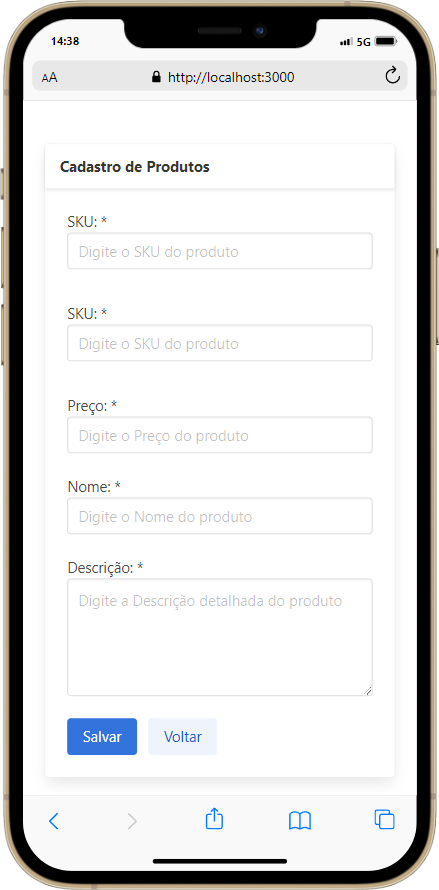 14:38
5G
AA
http://localhost:3000
Cadastro de Produtos
SKU: *
Digite o SKU do produto
SKU: *
Digite o SKU do produto
Preço: *
Digite o Preço do produto
Nome: *
Digite o Nome do produto
Descrição: *
Digite a Descrição detalhada do produto
Salvar
Voltar